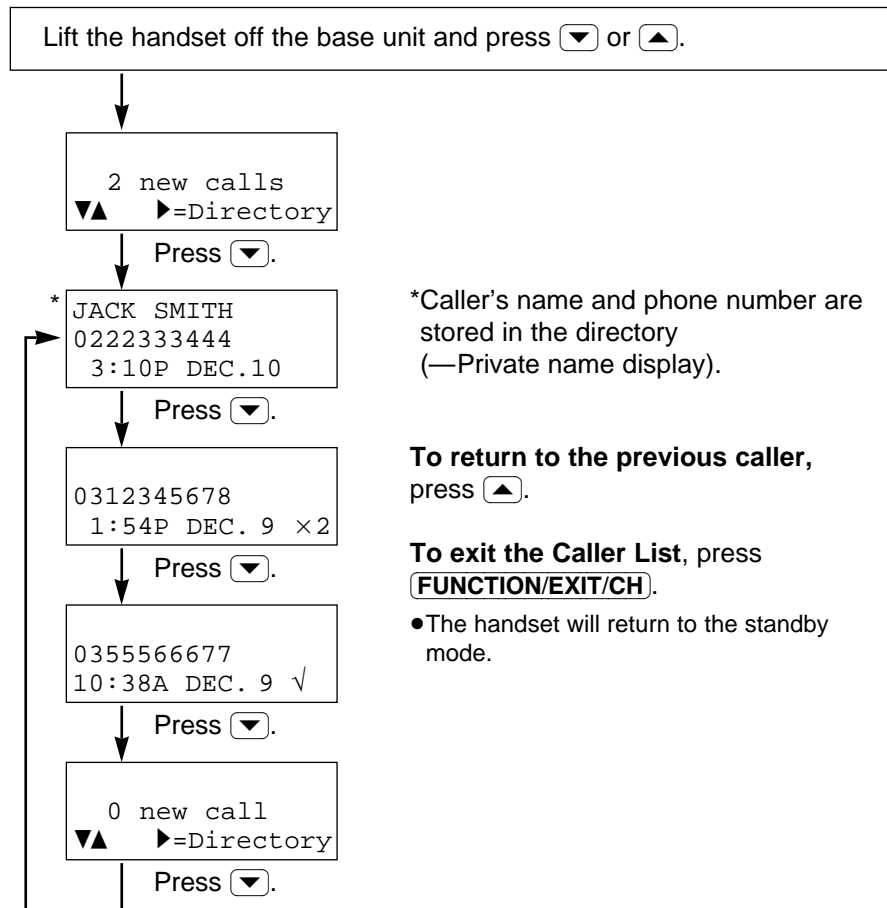 Lift the handset off the base unit and press ▼ or ▲.
2 new calls
▼▲ ▶=Directory
Press ▼.
* JACK SMITH
0222333444
3:10P DEC.10
Press ▼.
0312345678
1:54P DEC. 9 ×2
Press ▼.
0355566677
10:38A DEC. 9 √
Press ▼.
0 new call
▼▲ ▶=Directory
Press ▼.
*Caller's name and phone number are
stored in the directory
(—Private name display).
To return to the previous caller,
press ▲.
To exit the Caller List, press
FUNCTION/EXIT/CH.
●The handset will return to the standby
mode.